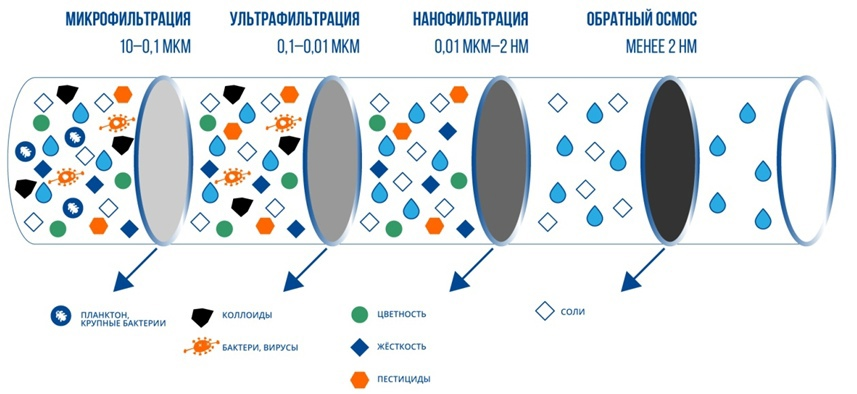 МИКРОФИЛЬТРАЦИЯ
10–0,1 МКМ
УЛЬТРАФИЛЬТРАЦИЯ
0,1–0,01 МКМ
НАНОФИЛЬТРАЦИЯ
0,01 МКМ–2 НМ
ОБРАТНЫЙ ОСМОС
МЕНЕЕ 2 НМ
ПЛАНКТОН,
КРУПНЫЕ БАКТЕРИИ
КОЛЛОИДЫ
БАКТЕРИ, ВИРУСЫ
ЦВЕТНОСТЬ
ЖЁСТКОСТЬ
ПЕСТИЦИДЫ
СОЛИ